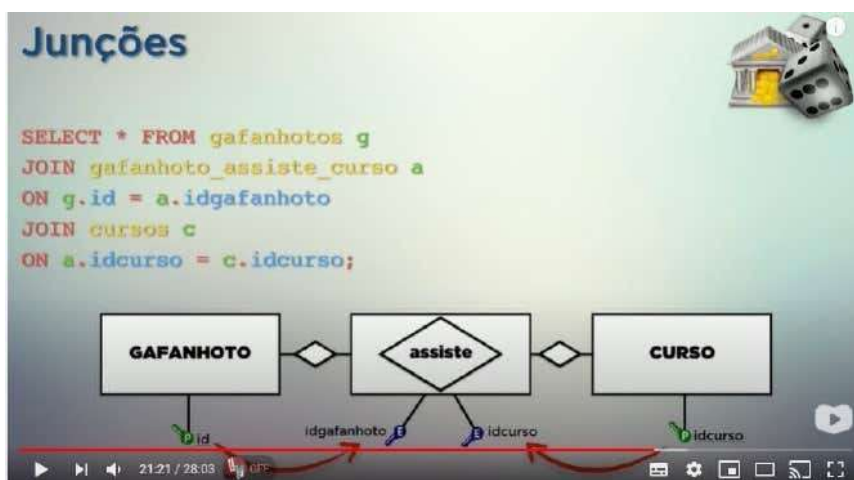 Junções
SELECT * FROM gafanhotos g
JOIN gafanhoto_assiste_curso a
ON g.id = a.idgafanhoto
JOIN cursos c
ON a.idcurso = c.idcurso;
GAFANHOTO
assiste
CURSO
P id
idgafanhoto E
E idcurso
P idcurso
21:21 / 28:03
OFF